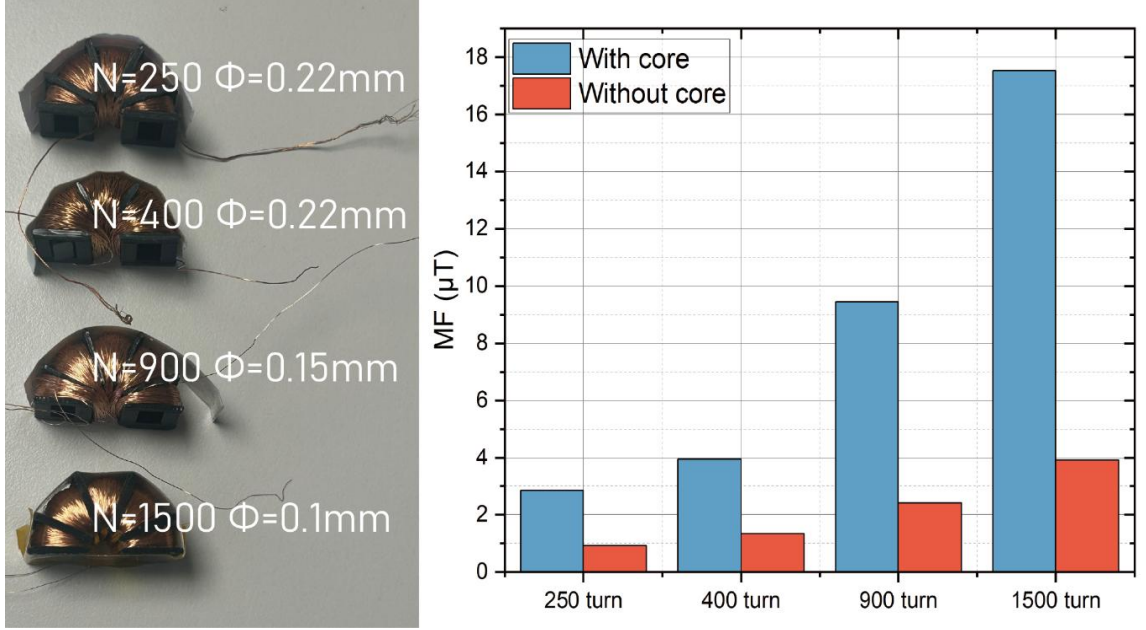 N=250 Φ=0.22mm
N=400 Φ=0.22mm
N=900 Φ=0.15mm
N=1500 Φ=0.1mm
With core
Without core
MF (µT)
18
16
14
12
10
8
6
4
2
0
250 turn
400 turn
900 turn
1500 turn